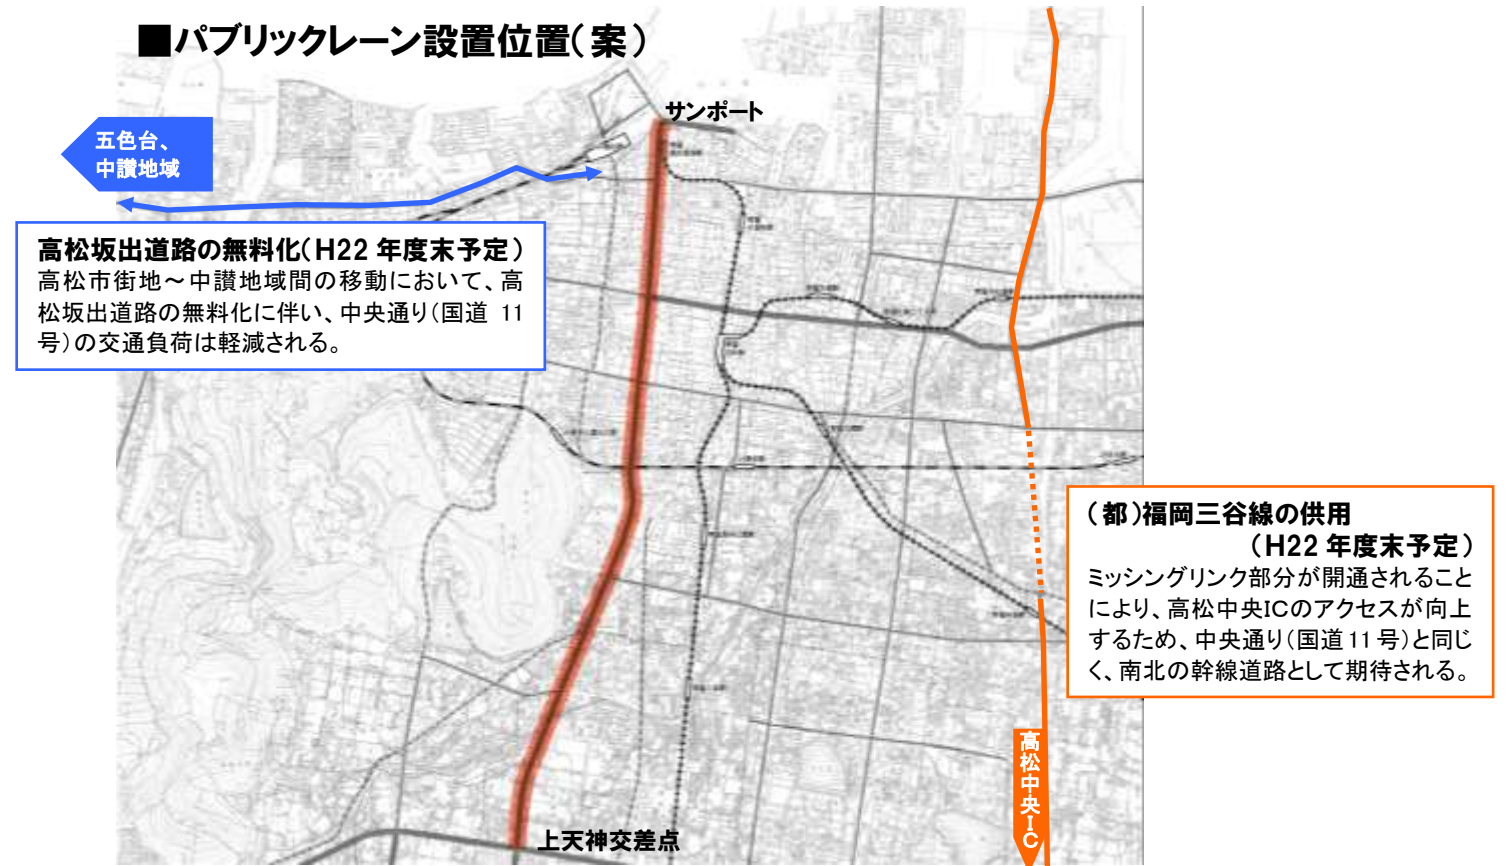 ■パブリックレーン設置位置(案)
サンポート
五色台、
中讃地域
高松坂出道路の無料化(H22 年度末予定)
高松市街地~中讃地域間の移動において、高
松坂出道路の無料化に伴い、中央通り(国道 11
号)の交通負荷は軽減される。
(都)福岡三谷線の供用
(H22 年度末予定)
ミッシングリンク部分が開通されること
により、高松中央ICのアクセスが向上
するため、中央通り(国道 11 号)と同じ
く、南北の幹線道路として期待される。
高松中央IC
上天神交差点